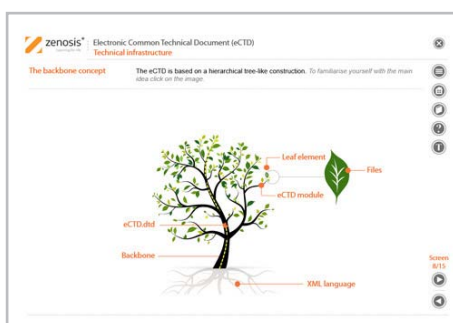 zenosis®
Electronic Common Technical Document (eCTD)
Technical infrastructure
The backbone concept
The eCTD is based on a hierarchical tree-like construction. To familiarise yourself with the main
idea click on the image.
Leaf element
Files
eCTD module
eCTD.dtd
Backbone
XML language
Screen
8/15